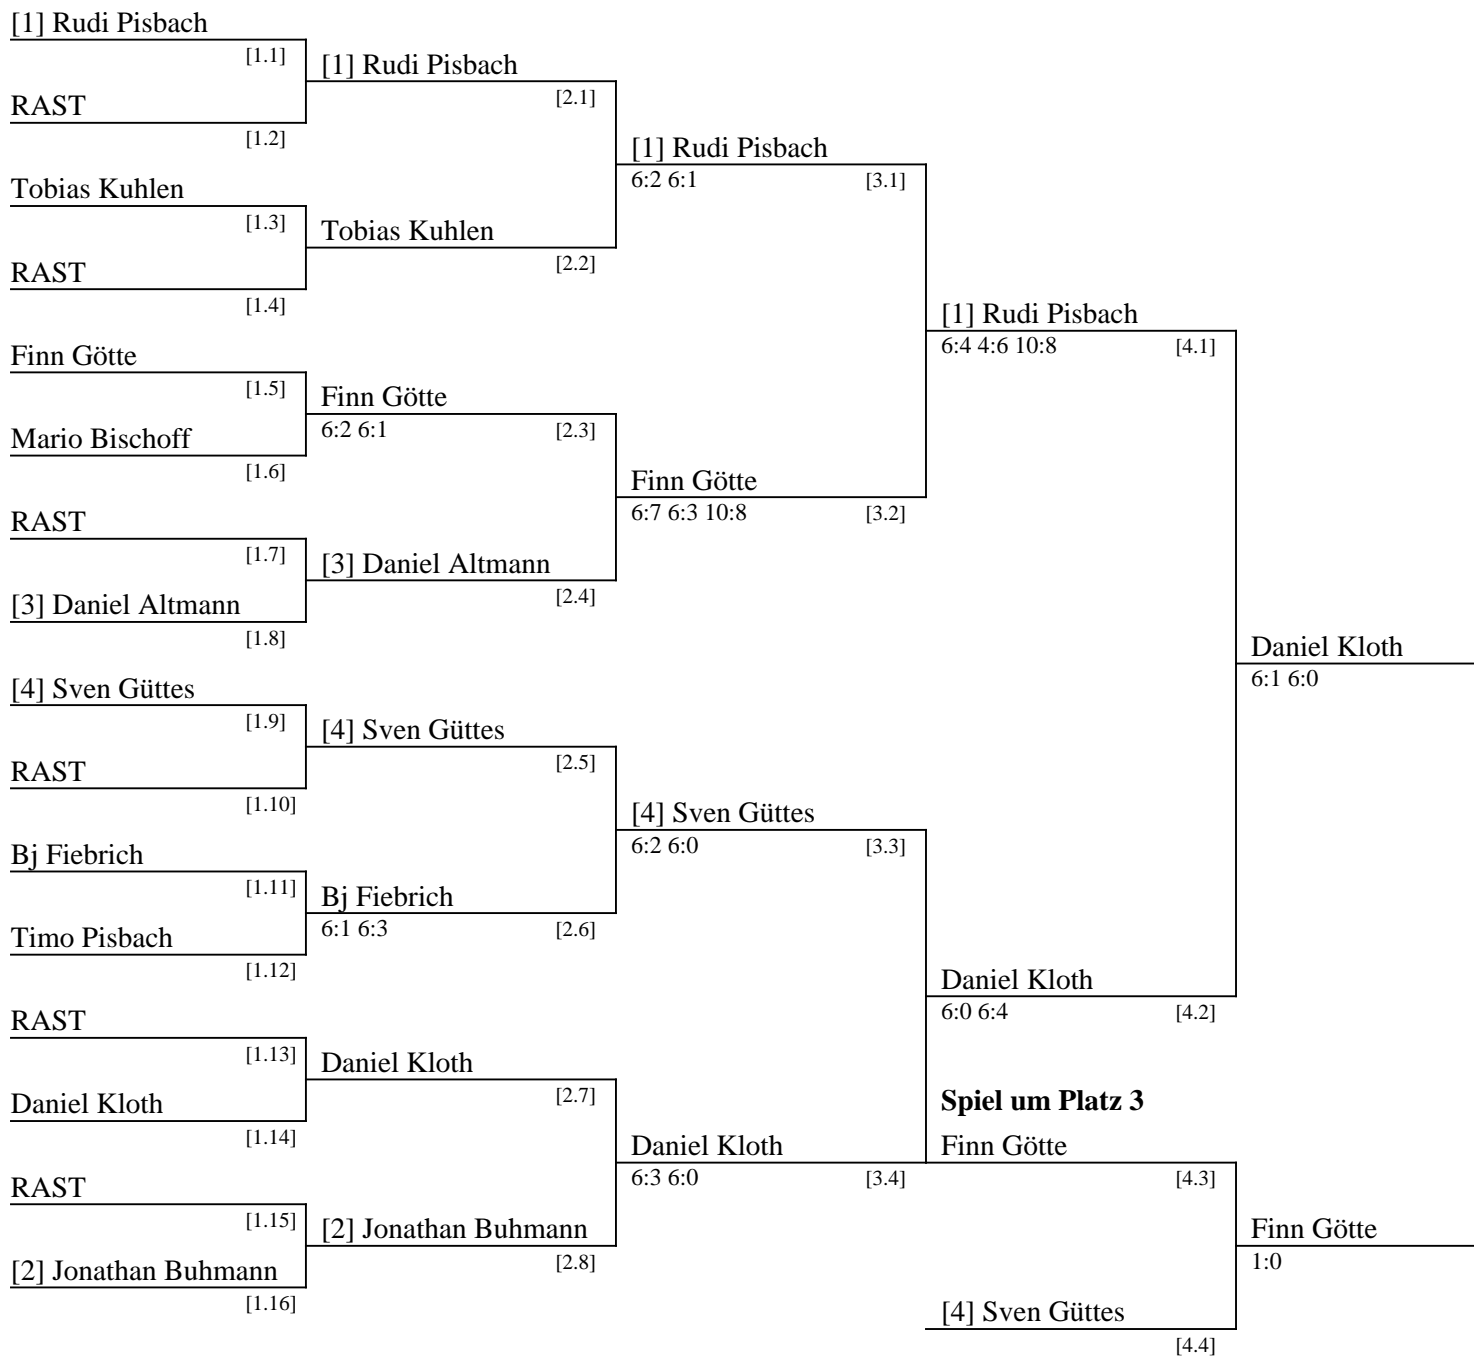 [1] Rudi Pisbach
[1.1]
[1] Rudi Pisbach
RAST
[2.1]
[1.2]
[1] Rudi Pisbach
Tobias Kuhlen
6:2 6:1
[3.1]
[1.3]
Tobias Kuhlen
RAST
[2.2]
[1.4]
[1] Rudi Pisbach
Finn Götte
6:4 4:6 10:8
[4.1]
[1.5]
Finn Götte
Mario Bischoff
6:2 6:1
[2.3]
[1.6]
Finn Götte
RAST
6:7 6:3 10:8
[3.2]
[1.7]
[3] Daniel Altmann
[3] Daniel Altmann
[2.4]
[1.8]
Daniel Kloth
6:1 6:0
[4] Sven Güttes
[1.9]
[4] Sven Güttes
RAST
[2.5]
[1.10]
[4] Sven Güttes
Bj Fiebrich
6:2 6:0
[3.3]
[1.11]
Bj Fiebrich
Timo Pisbach
6:1 6:3
[2.6]
[1.12]
Daniel Kloth
RAST
6:0 6:4
[4.2]
[1.13]
Daniel Kloth
Daniel Kloth
[2.7]
Spiel um Platz 3
[1.14]
Daniel Kloth
Finn Götte
RAST
6:3 6:0
[3.4]
[4.3]
[1.15]
[2] Jonathan Buhmann
Finn Götte
[2] Jonathan Buhmann
[2.8]
1:0
[1.16]
[4] Sven Güttes
[4.4]